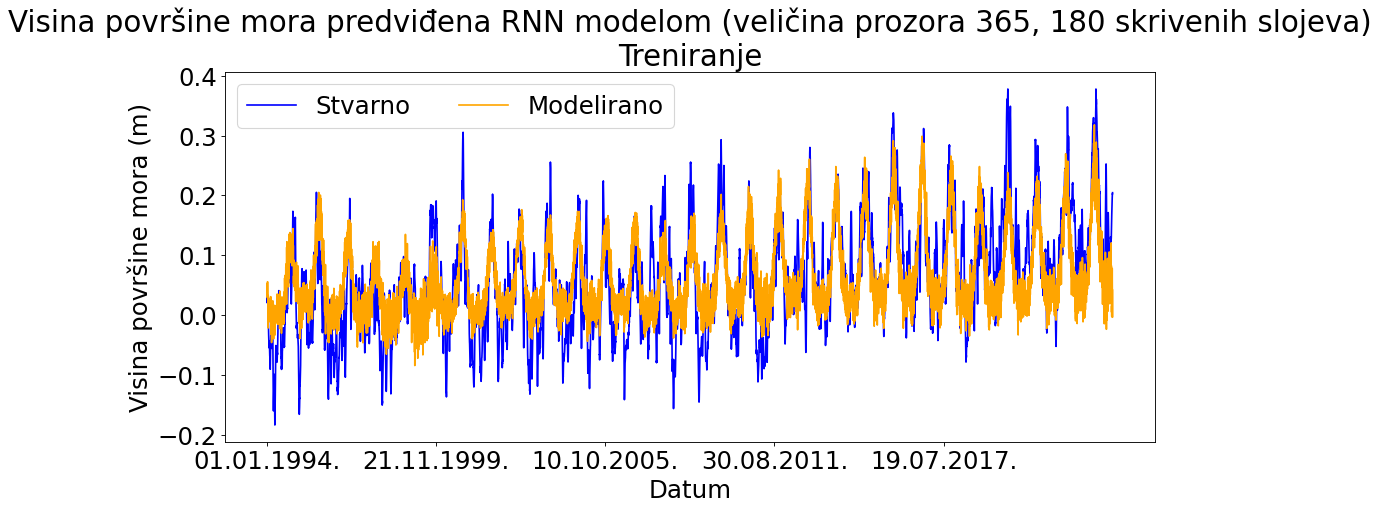 Visina površine mora predviđena RNN modelom (veličina prozora 365, 180 skrivenih slojeva)
Treniranje
Stvarno Modelirano
Visina površine mora (m)
0.4
0.3
0.2
0.1
0.0
−0.1
−0.2
01.01.1994. 21.11.1999. 10.10.2005. 30.08.2011. 19.07.2017.
Datum